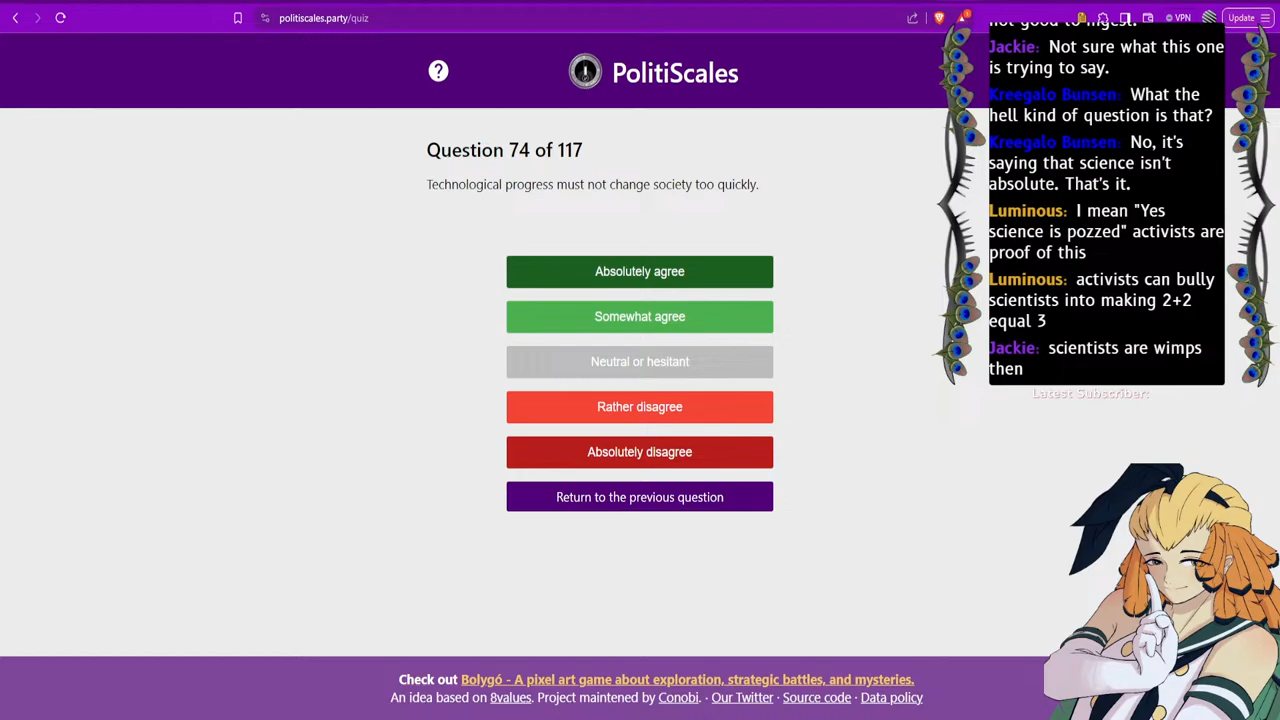 politiscales.party/quiz
VPN
Update
PolitiScales
Question 74 of 117
Technological progress must not change society too quickly.
Absolutely agree
Somewhat agree
Neutral or hesitant
Rather disagree
Absolutely disagree
Return to the previous question
not good to ingest.
Jackie: Not sure what this one
is trying to say.
Kreegalo Bunsen: What the
hell kind of question is that?
Kreegalo Bunsen: No, it's
saying that science isn't
absolute. That's it.
Luminous: I mean "Yes
science is pozzed" activists are
proof of this
Luminous: activists can bully
scientists into making 2+2
equal 3
Jackie: scientists are wimps
then
Latest Subscriber:
Check out Bolygó - A pixel art game about exploration, strategic battles, and mysteries.
An idea based on 8values. Project maintened by Conobi. · Our Twitter · Source code · Data policy